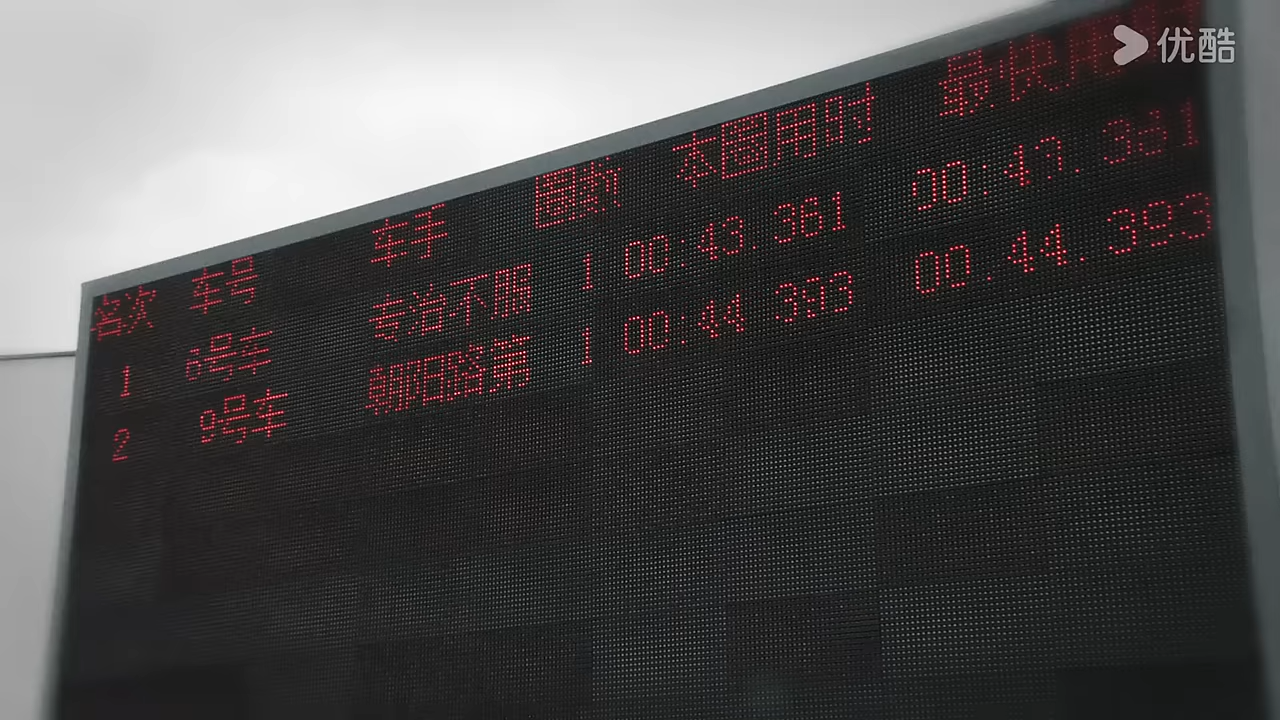 优酷
名次 车号 车手 圈数 本圈用时 最快用时
1 6号车 专治不服 1 00:43.361 00:43.361
2 9号车 朝阳路第 1 00:44.393 00:44.393